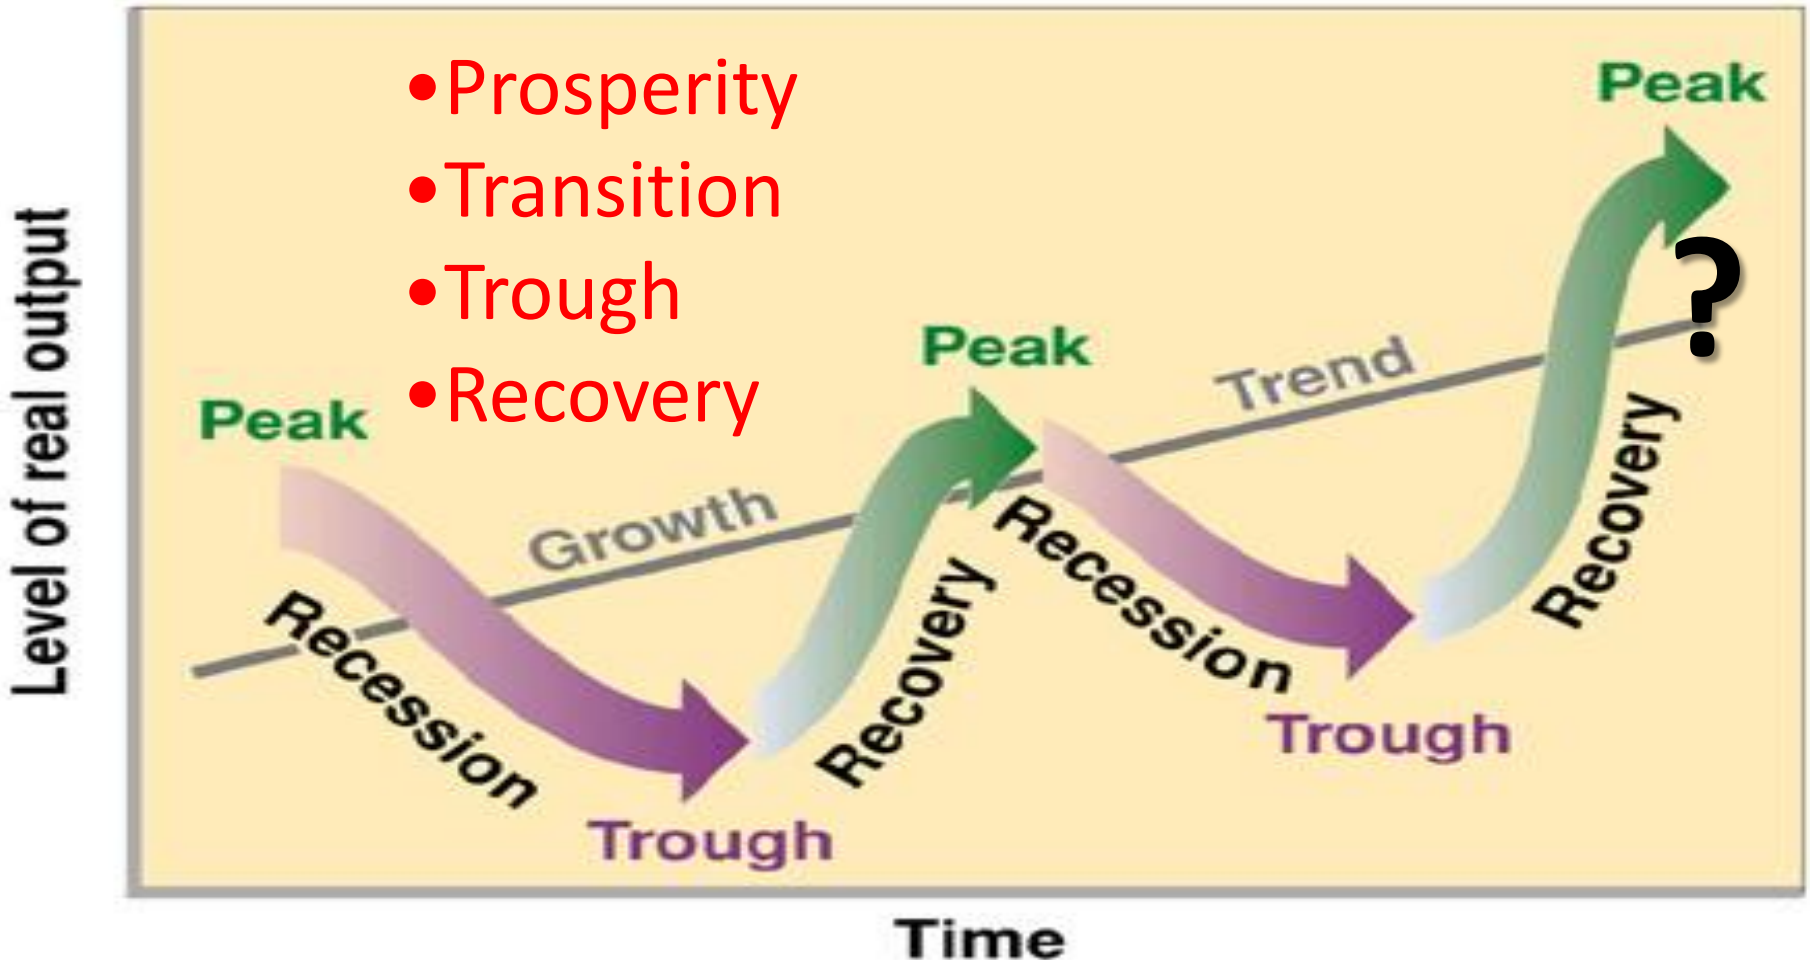 •Prosperity
•Transition
•Trough
•Recovery
Peak
Peak
Peak
?
Growth
Trend
Recession
Recovery
Recession
Recovery
Trough
Trough
Level of real output
Time